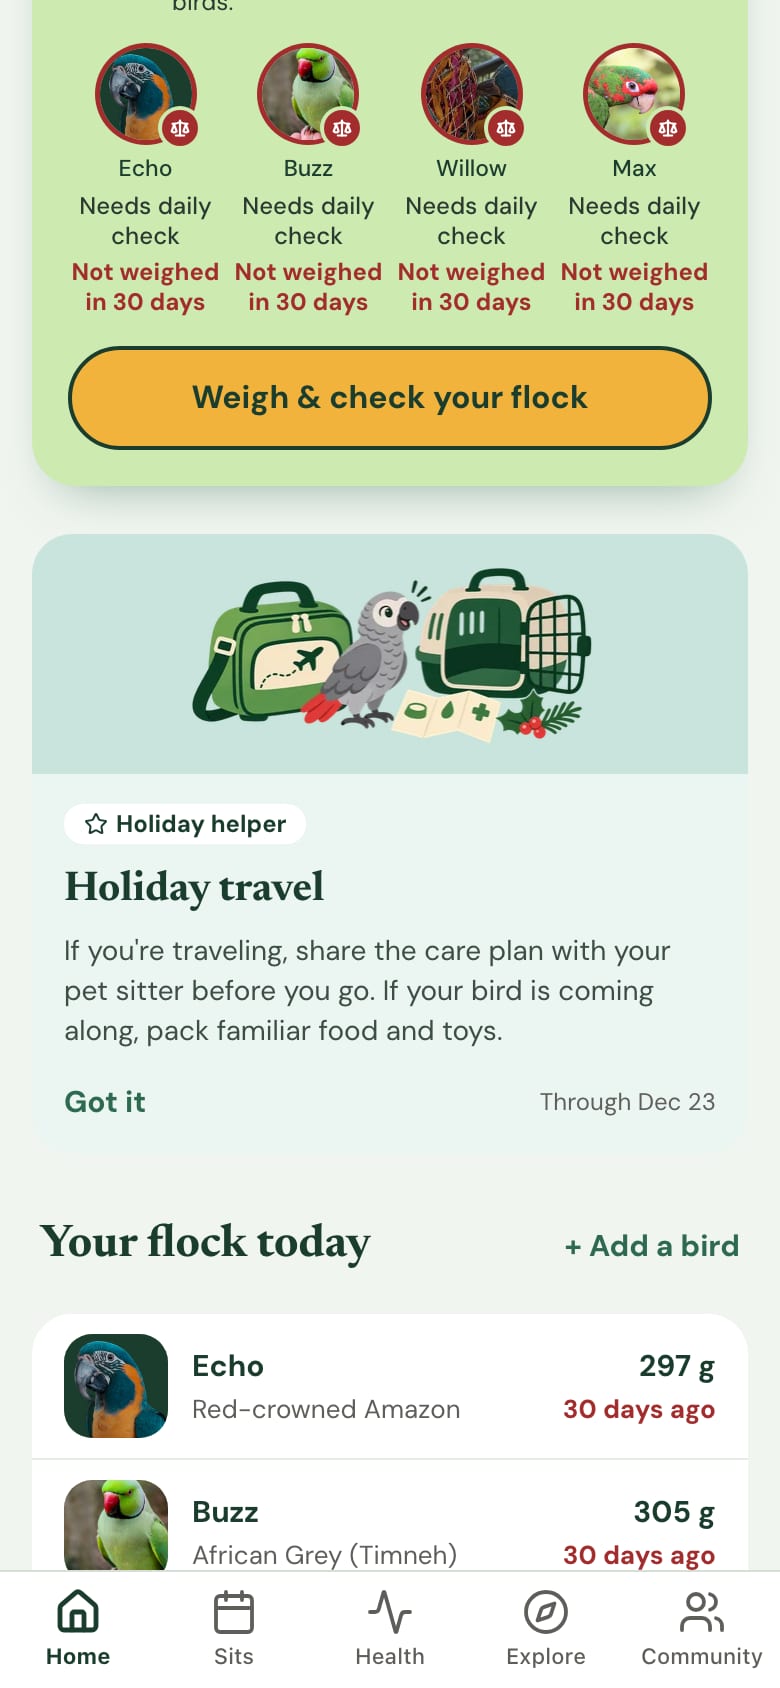 birds.
Echo
Buzz
Willow
Max
Needs daily
check
Needs daily
check
Needs daily
check
Needs daily
check
Not weighed
in 30 days
Not weighed
in 30 days
Not weighed
in 30 days
Not weighed
in 30 days
Weigh & check your flock
Holiday helper
Holiday travel
If you're traveling, share the care plan with your
pet sitter before you go. If your bird is coming
along, pack familiar food and toys.
Got it
Through Dec 23
Your flock today
+ Add a bird
Echo
297 g
Red-crowned Amazon
30 days ago
Buzz
305 g
African Grey (Timneh)
30 days ago
Home
Sits
Health
Explore
Community